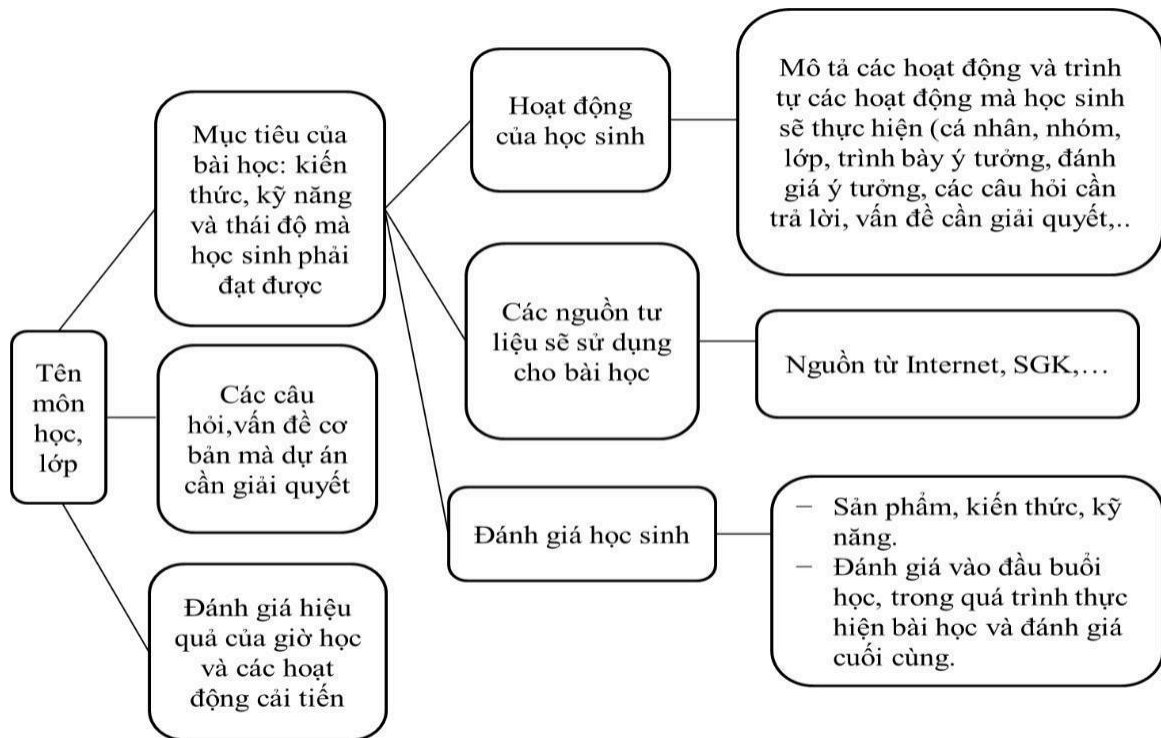 Tên
môn
học,
lớp
Mục tiêu của
bài học: kiến
thức, kỹ năng
và thái độ mà
học sinh phải
đạt được
Các câu
hỏi,vấn đề cơ
bản mà dự án
cần giải quyết
Đánh giá hiệu
quả của giờ học
và các hoạt
động cải tiến
Hoạt động
của học sinh
Các nguồn tư
liệu sẽ sử dụng
cho bài học
Đánh giá học sinh
Mô tả các hoạt động và trình
tự các hoạt động mà học sinh
sẽ thực hiện (cá nhân, nhóm,
lớp, trình bày ý tưởng, đánh
giá ý tưởng, các câu hỏi cần
trả lời, vấn đề cần giải quyết,..
Nguồn từ Internet, SGK,…
− Sản phẩm, kiến thức, kỹ
năng.
− Đánh giá vào đầu buổi
học, trong quá trình thực
hiện bài học và đánh giá
cuối cùng.